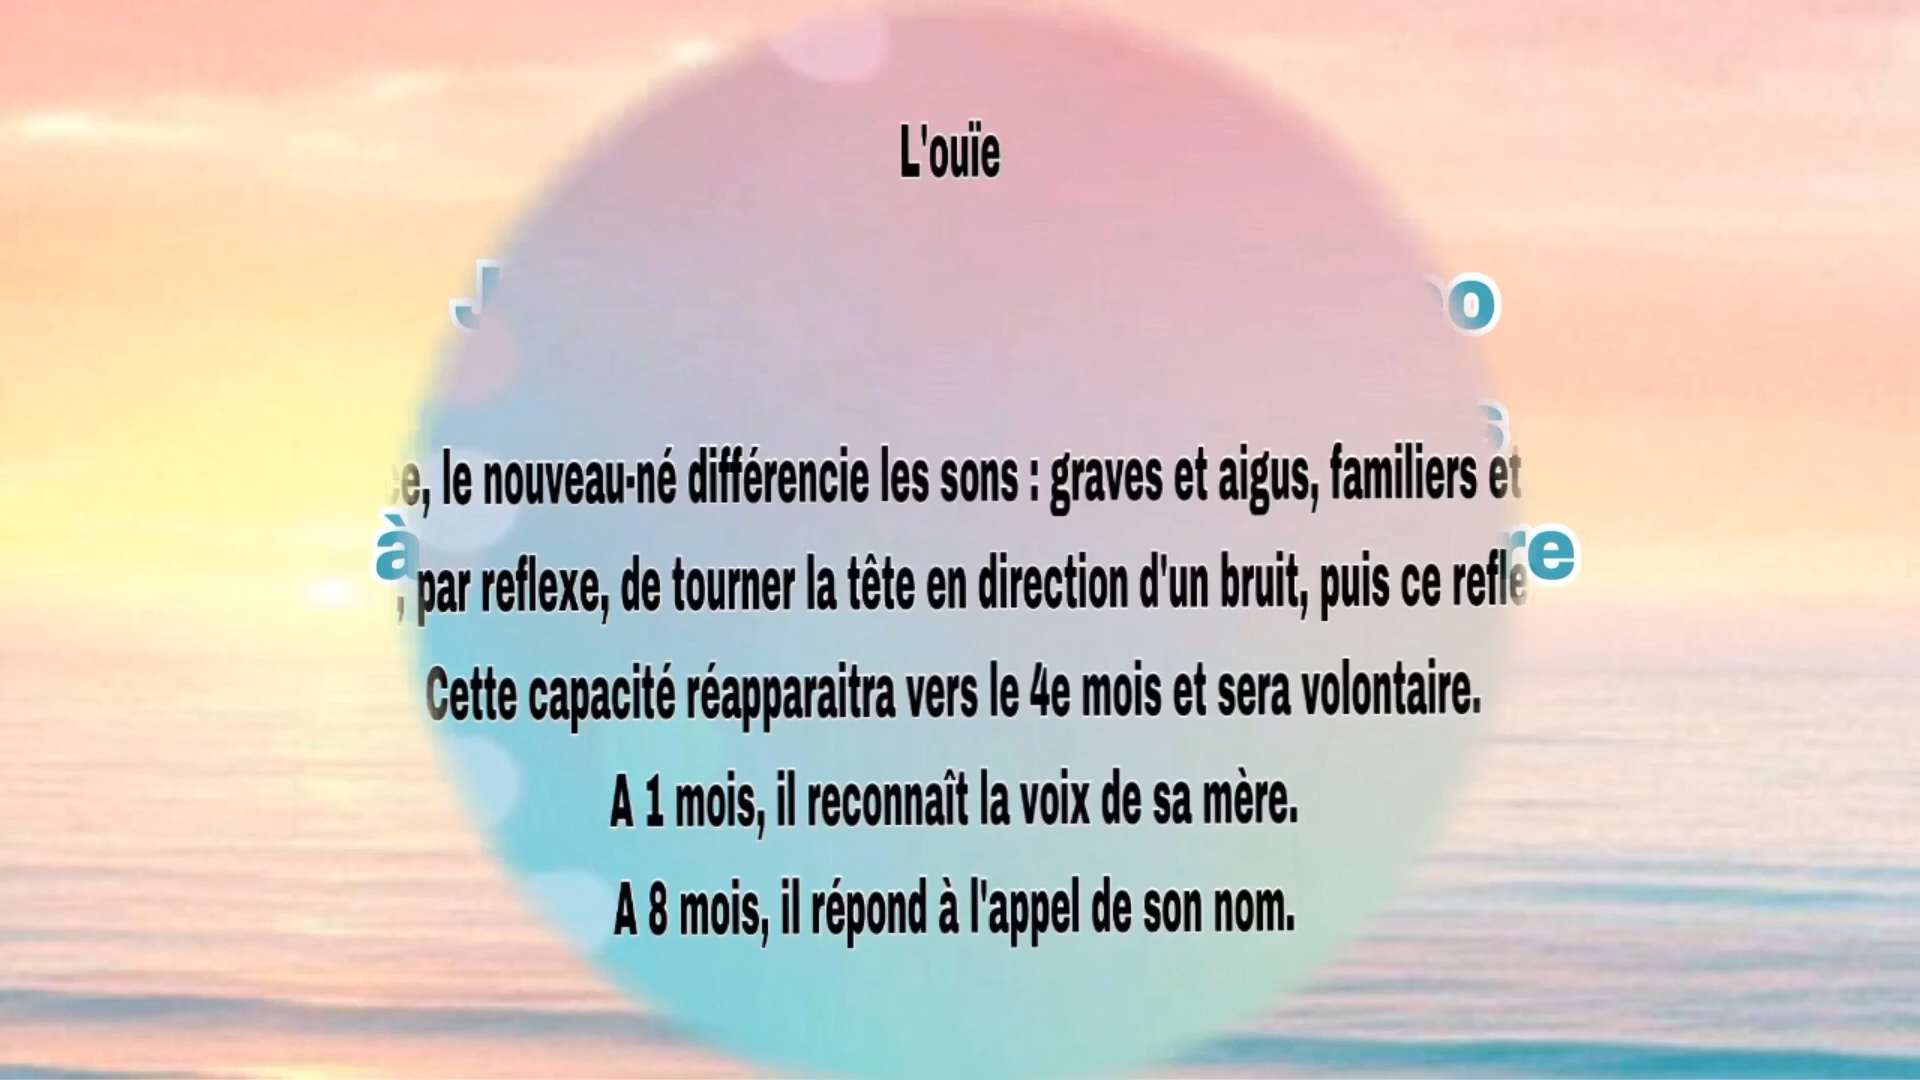 L'ouïe
J o
s
e, le nouveau-né différencie les sons : graves et aigus, familiers et
à re
, par reflexe, de tourner la tête en direction d'un bruit, puis ce refle
Cette capacité réapparaitra vers le 4e mois et sera volontaire.
A 1 mois, il reconnaît la voix de sa mère.
A 8 mois, il répond à l'appel de son nom.